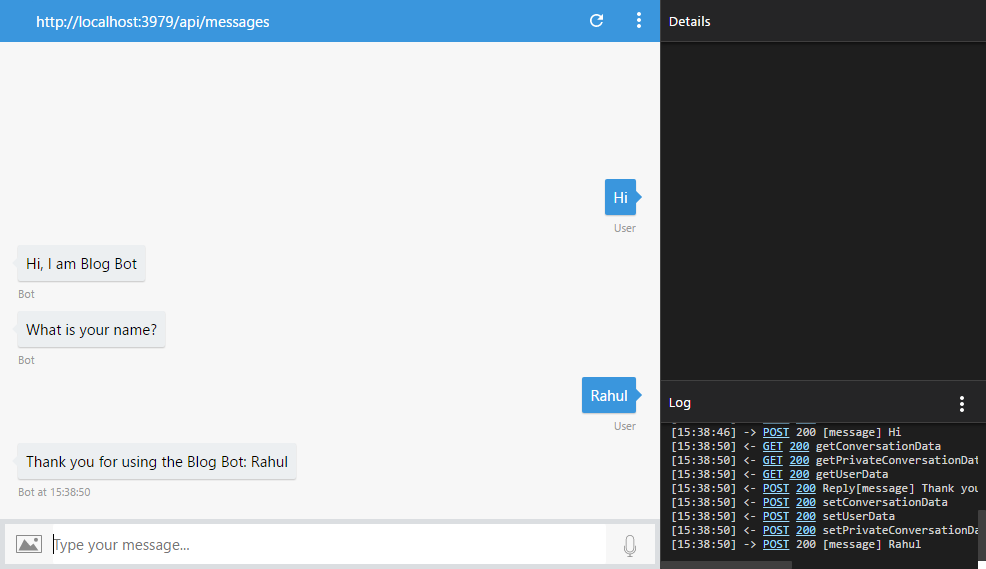 http://localhost:3979/api/messages
Hi
User
Hi, I am Blog Bot
Bot
What is your name?
Bot
Rahul
User
Thank you for using the Blog Bot: Rahul
Bot at 15:38:50
Type your message...
Details
Log
[15:38:46] -> POST 200 [message] Hi
[15:38:50] <- GET 200 getConversationData
[15:38:50] <- GET 200 getPrivateConversationDat
[15:38:50] <- GET 200 getUserData
[15:38:50] <- POST 200 Reply[message] Thank you
[15:38:50] <- POST 200 setConversationData
[15:38:50] <- POST 200 setUserData
[15:38:50] <- POST 200 setPrivateConversationDa
[15:38:50] -> POST 200 [message] Rahul